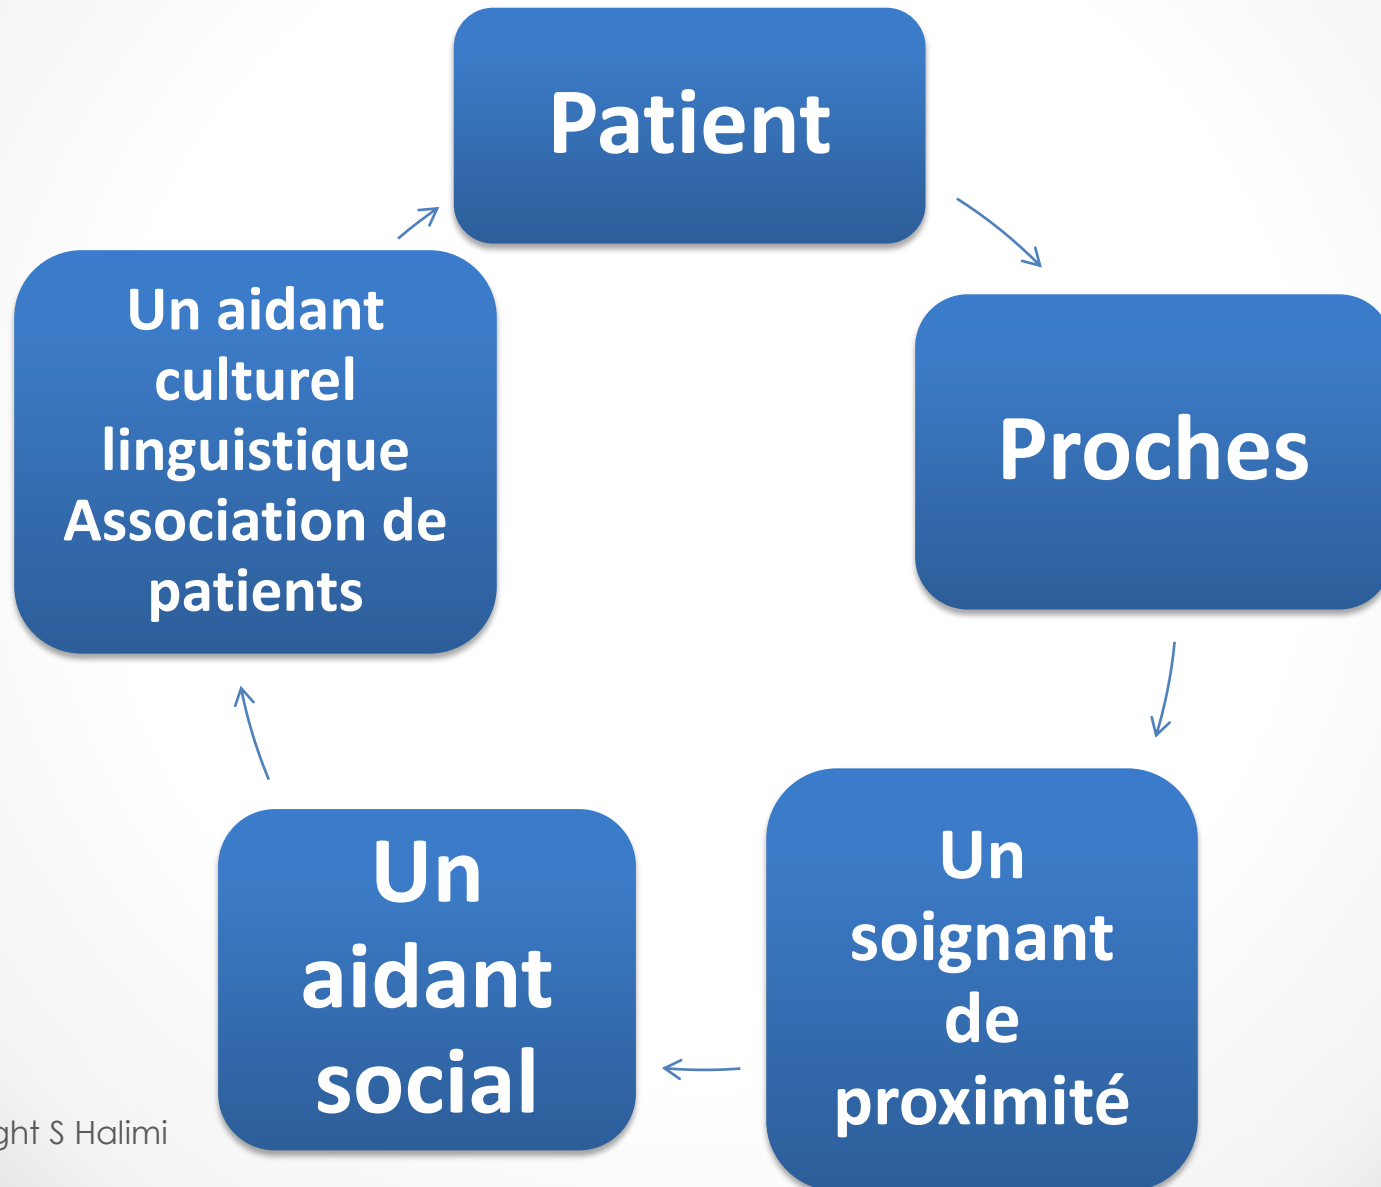 Patient
Proches
Un
soignant
de
proximité
Un
aidant
social
Un aidant
culturel
linguistique
Association de
patients
ght S Halimi